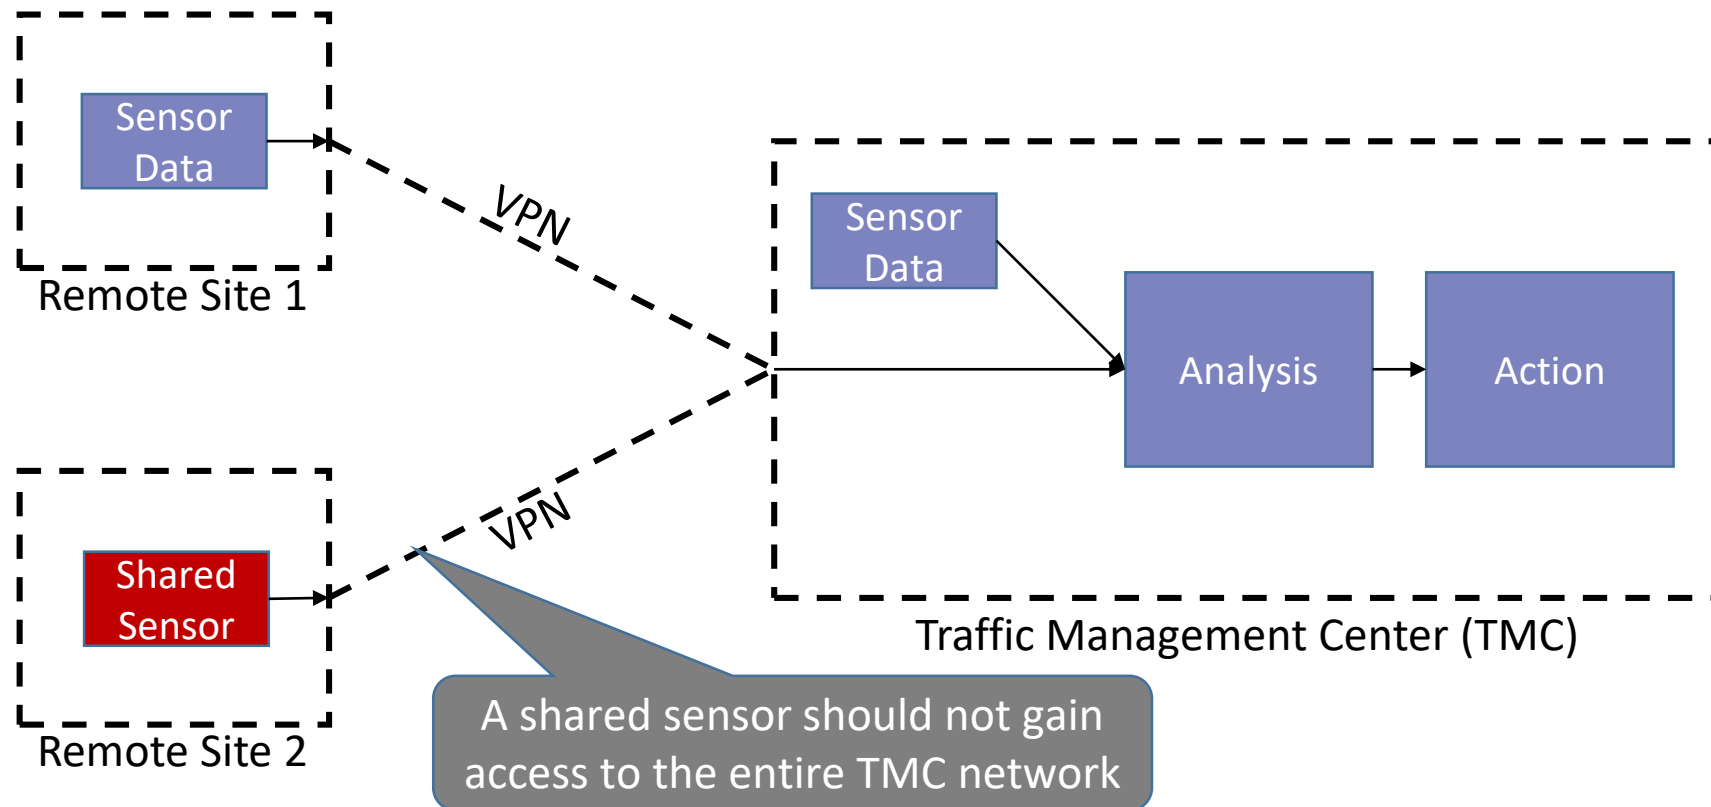 Sensor
Data
Remote Site 1
VPN
Sensor
Data
Analysis
Action
Traffic Management Center (TMC)
VPN
Shared
Sensor
Remote Site 2
A shared sensor should not gain
access to the entire TMC network